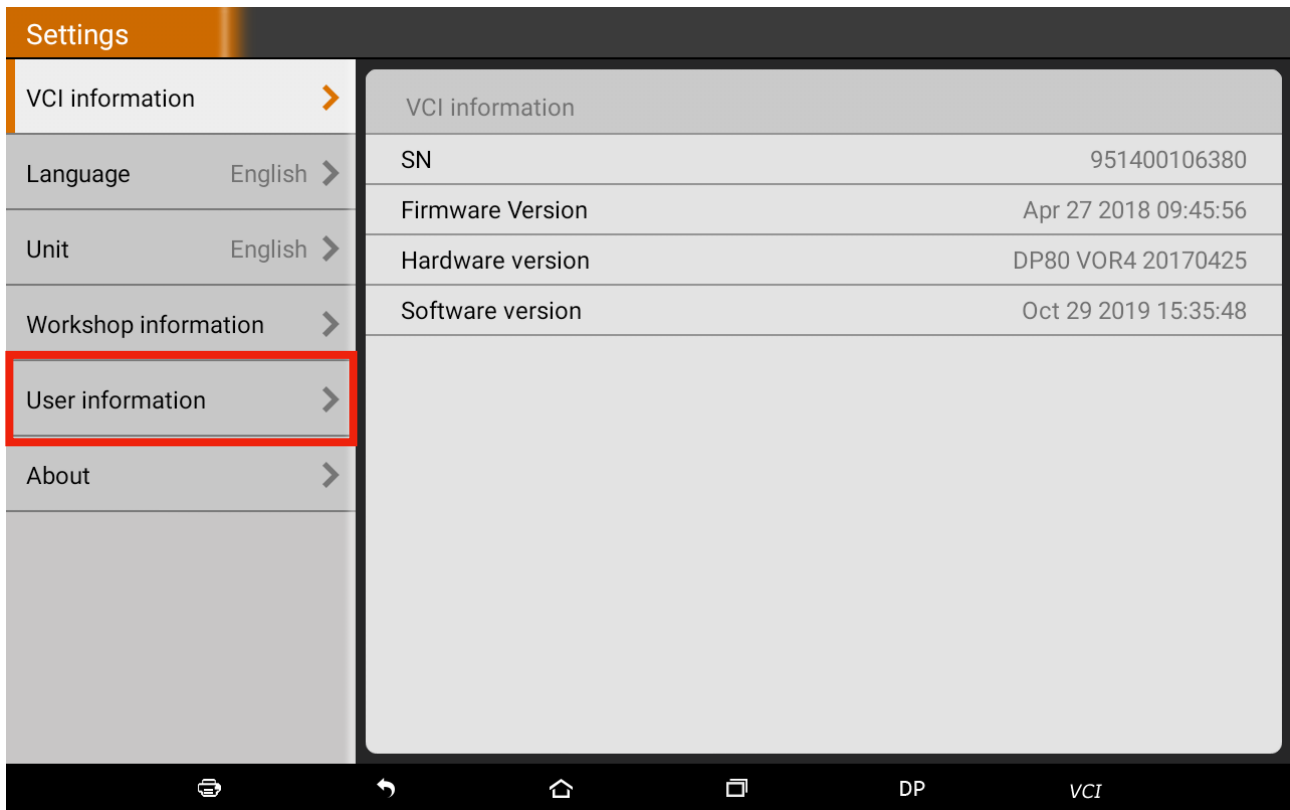 Settings
VCI information
Language English
Unit English
Workshop information
User information
About
VCI information
SN 951400106380
Firmware Version Apr 27 2018 09:45:56
Hardware version DP80 VOR4 20170425
Software version Oct 29 2019 15:35:48
DP VCI